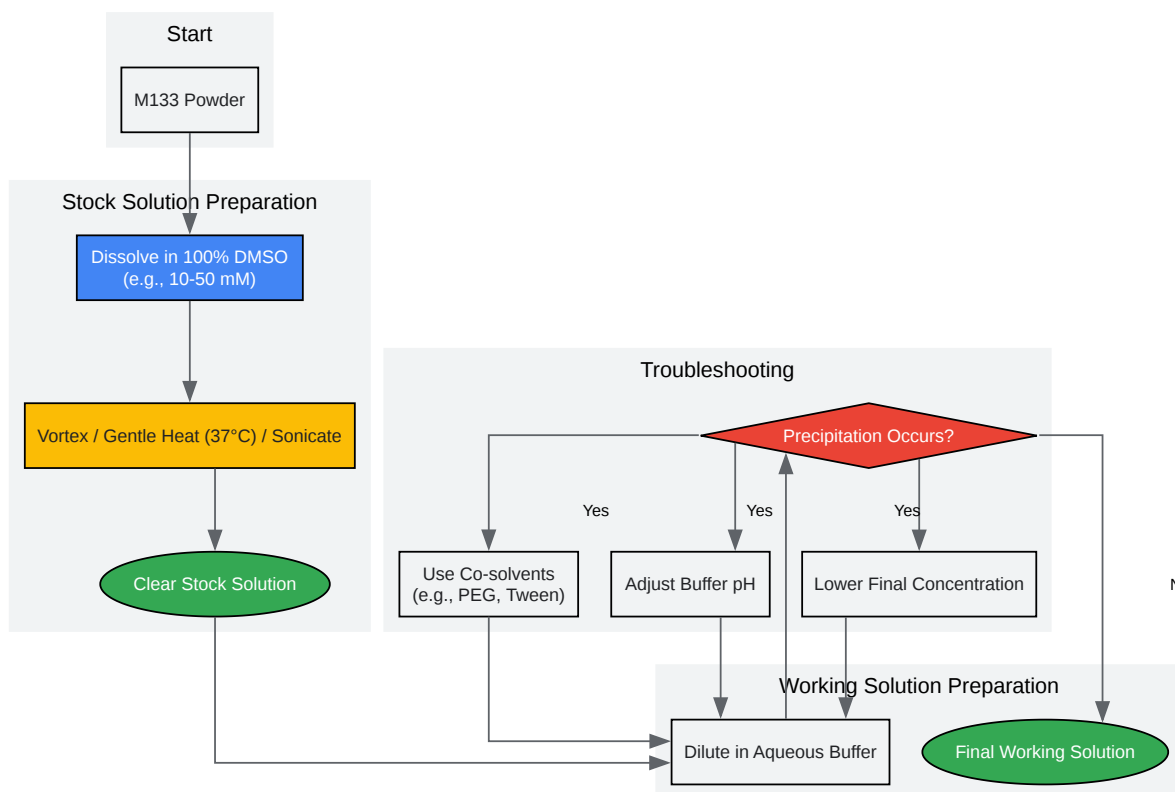 Start
M133 Powder
Stock Solution Preparation
Dissolve in 100% DMSO
(e.g., 10-50 mM)
Vortex / Gentle Heat (37°C) / Sonicate
Clear Stock Solution
Troubleshooting
Precipitation Occurs?
Yes
Yes
Yes
Use Co-solvents
(e.g., PEG, Tween)
Adjust Buffer pH
Lower Final Concentration
Working Solution Preparation
Dilute in Aqueous Buffer
Final Working Solution